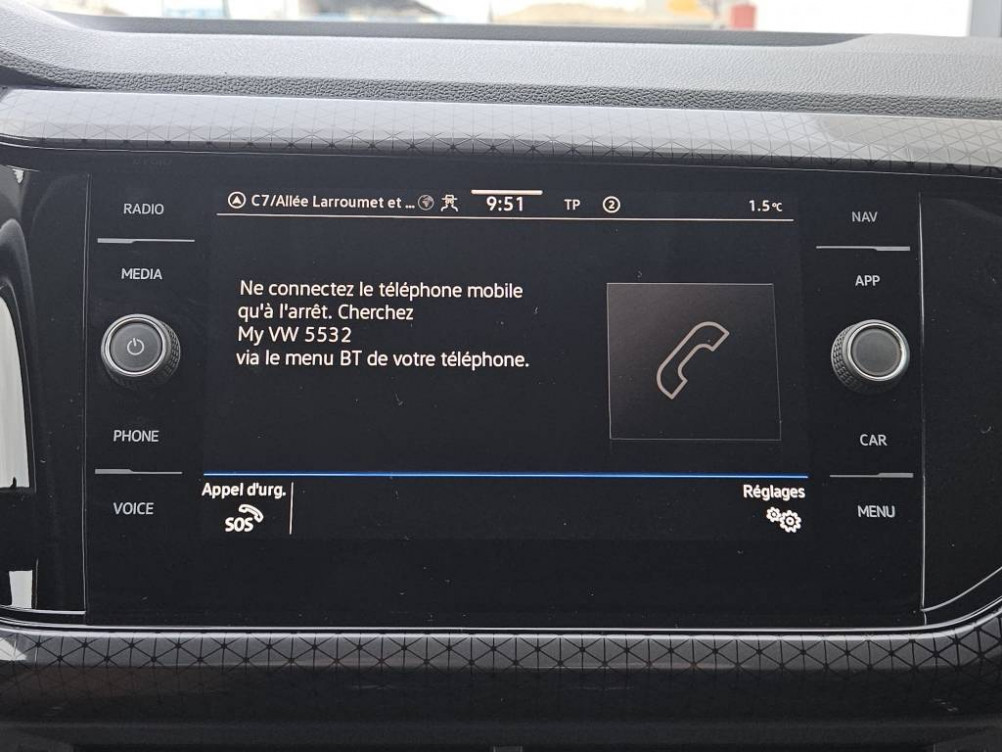 RADIO
MEDIA
PHONE
VOICE
C7/Allée Larroumet et ...
9:51
TP
2
1.5°C
Ne connectez le téléphone mobile
qu'à l'arrêt. Cherchez
My VW 5532
via le menu BT de votre téléphone.
Appel d'urg.
SOS
Réglages
NAV
APP
CAR
MENU